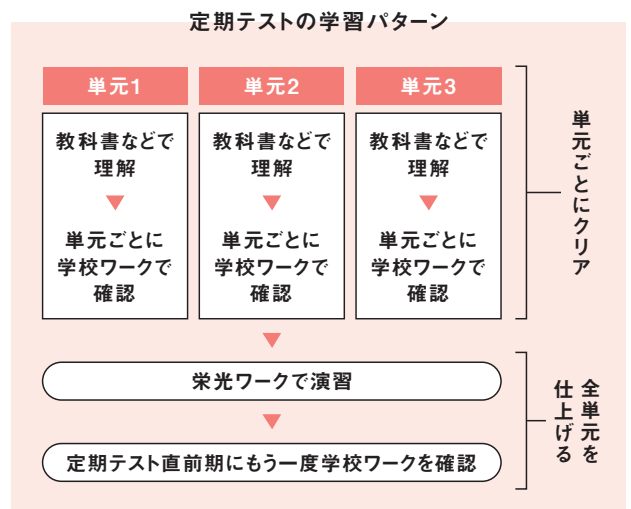 定期テストの学習パターン
単元1
教科書などで
理解
単元ごとに
学校ワークで
確認
単元2
教科書などで
理解
単元ごとに
学校ワークで
確認
単元3
教科書などで
理解
単元ごとに
学校ワークで
確認
単元ごとにクリア
栄光ワークで演習
定期テスト直前期にもう一度学校ワークを確認
全単元を
仕上げる